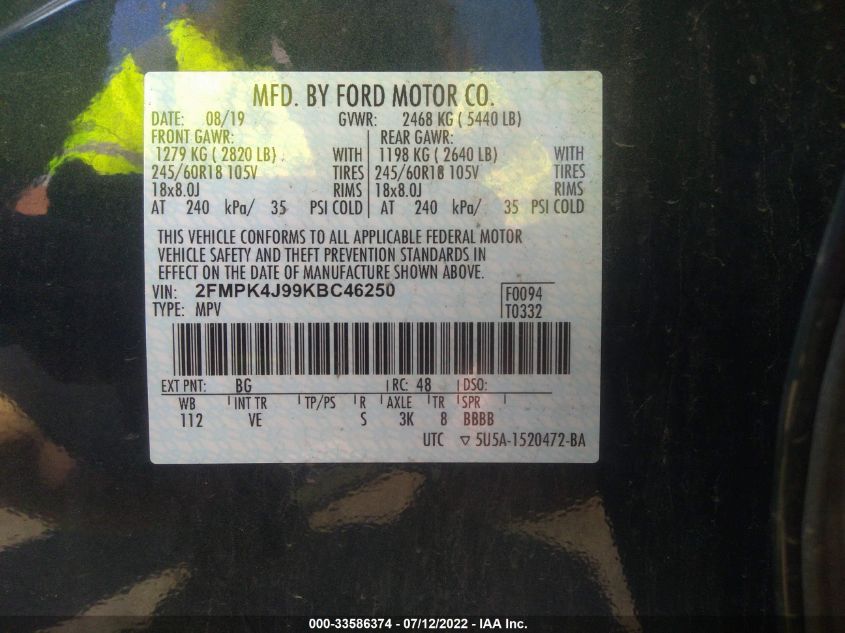 MFD. BY FORD MOTOR CO.
DATE: 08/19 GVWR: 2468 KG ( 5440 LB)
FRONT GAWR: REAR GAWR:
1279 KG ( 2820 LB) WITH 1198 KG ( 2640 LB) WITH
245/60R18 105V TIRES 245/60R18 105V TIRES
18x8.0J RIMS 18x8.0J RIMS
AT 240 kPa/ 35 PSI COLD AT 240 kPa/ 35 PSI COLD
THIS VEHICLE CONFORMS TO ALL APPLICABLE FEDERAL MOTOR
VEHICLE SAFETY AND THEFT PREVENTION STANDARDS IN
EFFECT ON THE DATE OF MANUFACTURE SHOWN ABOVE.
VIN: 2FMPK4J99KBC46250 F0094
TYPE: MPV T0332
EXT PNT: BG RC: 48 DSO:
WB INT TR TP/PS R AXLE TR SPR
112 VE S 3K 8 BBBB
UTC ▽ 5U5A-1520472-BA
000-33586374 - 07/12/2022 - IAA Inc.